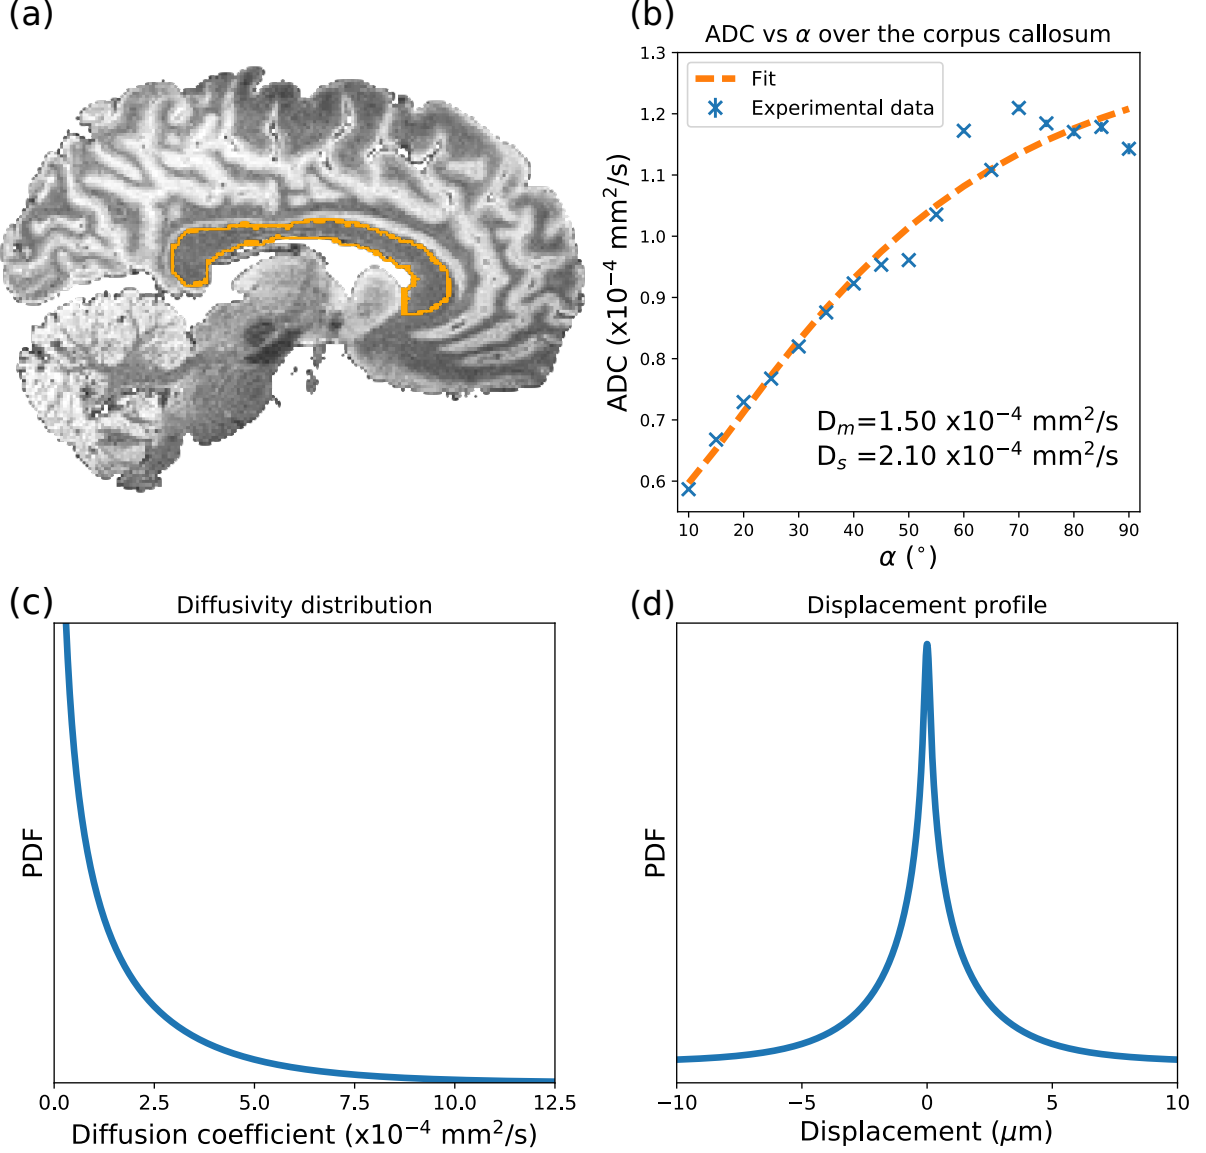 (a)
(b)
ADC vs α over the corpus callosum
1.3
1.2
1.1
1.0
0.9
0.8
0.7
0.6
ADC (x10⁻⁴ mm²/s)
Fit
Experimental data
Dₘ=1.50 x10⁻⁴ mm²/s
Dₛ =2.10 x10⁻⁴ mm²/s
10 20 30 40 50 60 70 80 90
α (°)
(c)
Diffusivity distribution
PDF
0.0 2.5 5.0 7.5 10.0 12.5
Diffusion coefficient (x10⁻⁴ mm²/s)
(d)
Displacement profile
PDF
−10 −5 0 5 10
Displacement (μm)